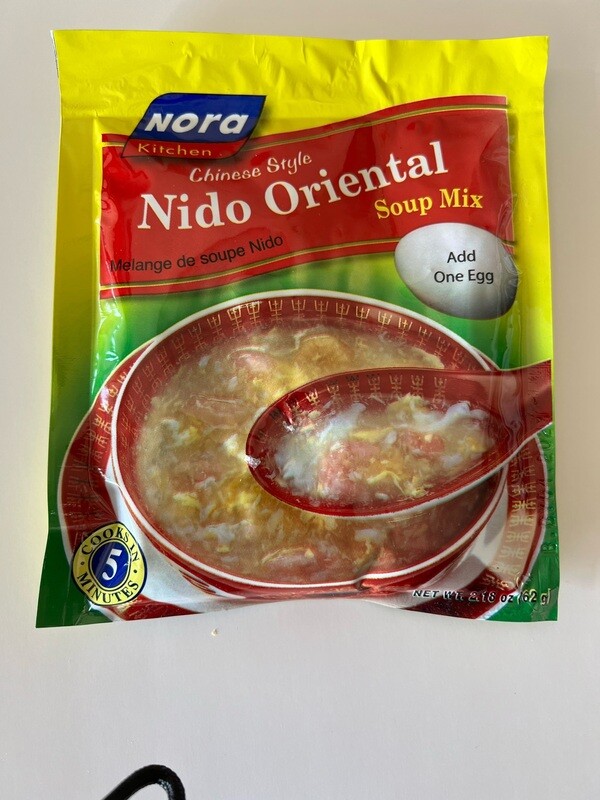 Nora
Kitchen
Chinese Style
Nido Oriental
Soup Mix
Melange de soupe Nido
Add
One Egg
COOKS IN
5
MINUTES
NET WT. 2.18 oz (62 g)